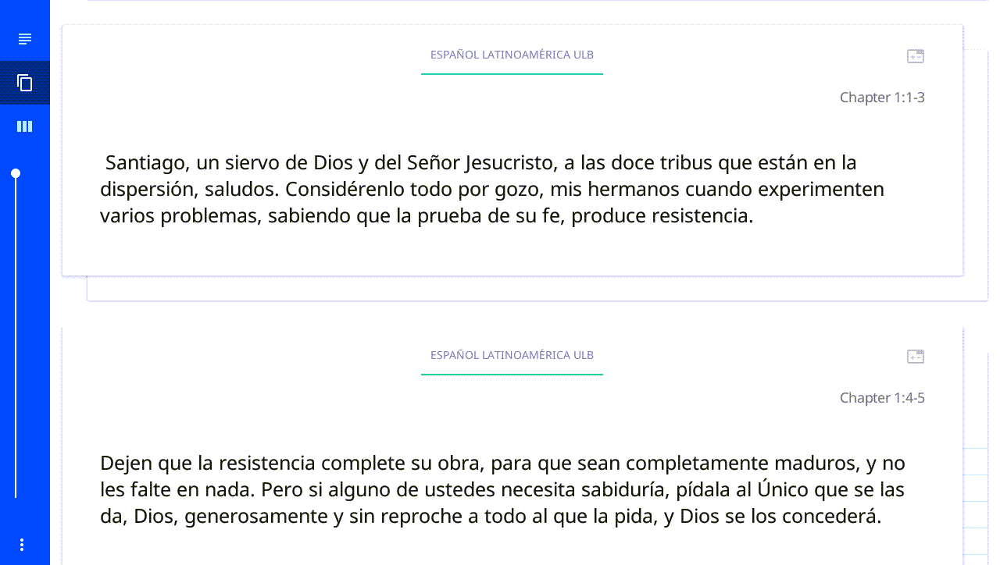 ESPAÑOL LATINOAMÉRICA ULB
Chapter 1:1-3
Santiago, un siervo de Dios y del Señor Jesucristo, a las doce tribus que están en la
dispersión, saludos. Considérenlo todo por gozo, mis hermanos cuando experimenten
varios problemas, sabiendo que la prueba de su fe, produce resistencia.
ESPAÑOL LATINOAMÉRICA ULB
Chapter 1:4-5
Dejen que la resistencia complete su obra, para que sean completamente maduros, y no
les falte en nada. Pero si alguno de ustedes necesita sabiduría, pídala al Único que se las
da, Dios, generosamente y sin reproche a todo al que la pida, y Dios se los concederá.